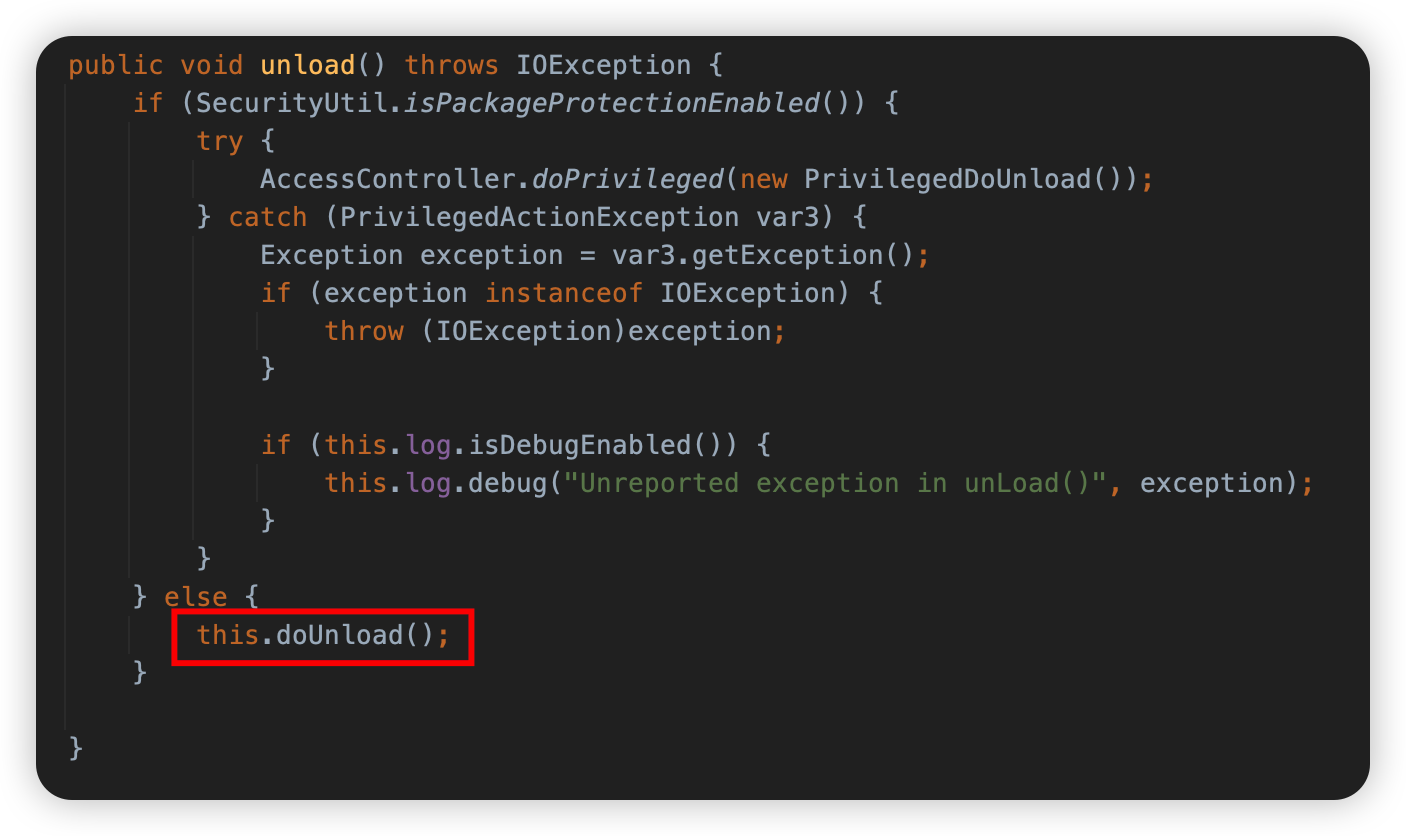 public void unload() throws IOException {
    if (SecurityUtil.isPackageProtectionEnabled()) {
        try {
            AccessController.doPrivileged(new PrivilegedDoUnload());
        } catch (PrivilegedActionException var3) {
            Exception exception = var3.getException();
            if (exception instanceof IOException) {
                throw (IOException)exception;
            }

            if (this.log.isDebugEnabled()) {
                this.log.debug("Unreported exception in unLoad()", exception);
            }
        }
    } else {
        this.doUnload();
    }

}